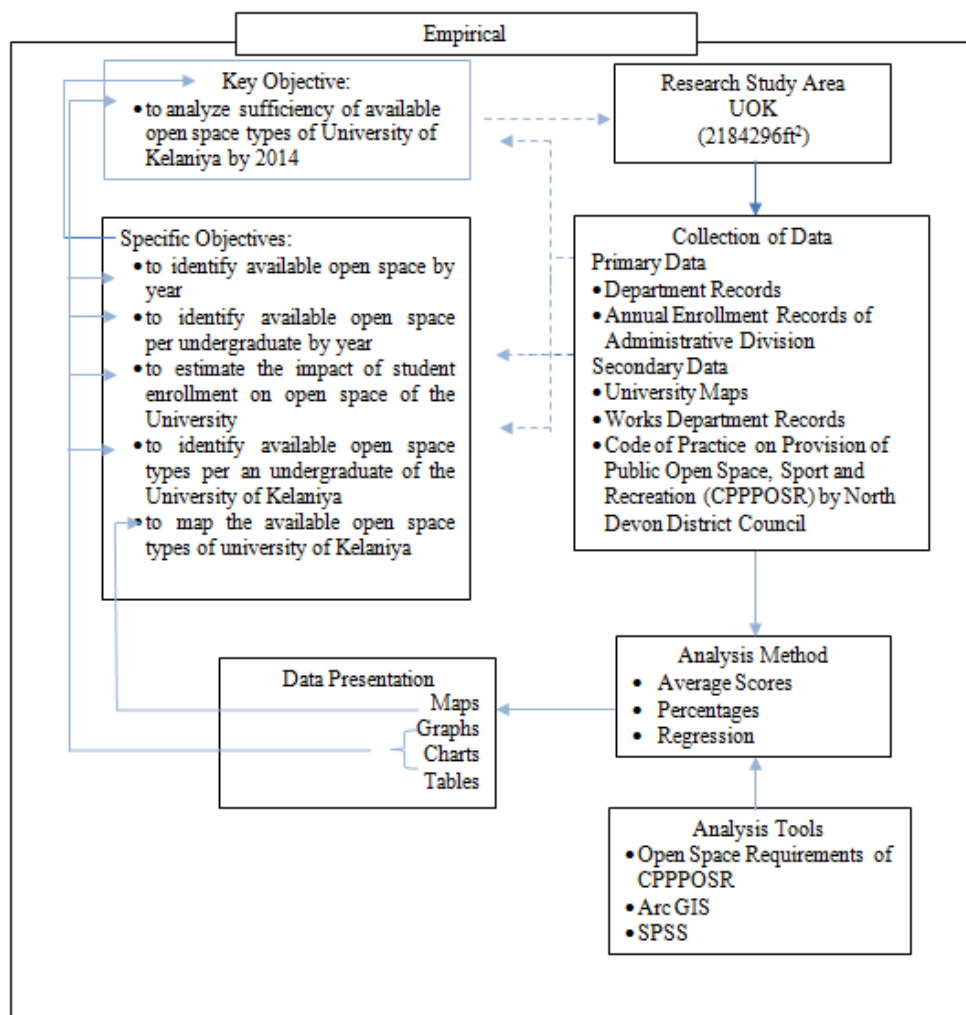 Empirical
Key Objective:
•to analyze sufficiency of available
open space types of University of
Kelaniya by 2014
Research Study Area
UOK
(2184296ft²)
Specific Objectives:
•to identify available open space by
year
•to identify available open space
per undergraduate by year
•to estimate the impact of student
enrollment on open space of the
University
•to identify available open space
types per an undergraduate of the
University of Kelaniya
•to map the available open space
types of university of Kelaniya
Collection of Data
Primary Data
•Department Records
•Annual Enrollment Records of
Administrative Division
Secondary Data
•University Maps
•Works Department Records
•Code of Practice on Provision of
Public Open Space, Sport and
Recreation (CPPPOSR) by North
Devon District Council
Data Presentation
Maps
Graphs
Charts
Tables
Analysis Method
• Average Scores
• Percentages
• Regression
Analysis Tools
•Open Space Requirements of
CPPPOSR
•Arc GIS
•SPSS